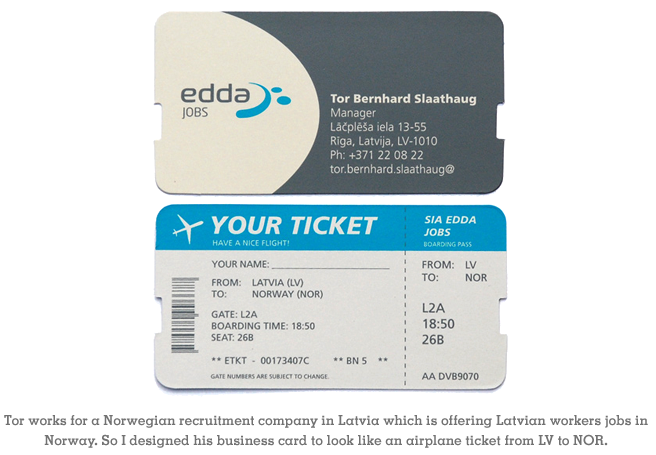 edda
JOBS
Tor Bernhard Slaathaug
Manager
Lāčplēša iela 13-55
Rīga, Latvija, LV-1010
Ph: +371 22 08 22
tor.bernhard.slaathaug@
YOUR TICKET
HAVE A NICE FLIGHT!
YOUR NAME:
FROM: LATVIA (LV)
TO: NORWAY (NOR)
GATE: L2A
BOARDING TIME: 18:50
SEAT: 26B
** ETKT - 00173407C ** BN 5 **
GATE NUMBERS ARE SUBJECT TO CHANGE.
SIA EDDA
JOBS
BOARDING PASS
FROM: LV
TO: NOR
L2A
18:50
26B
AA DVB9070
Tor works for a Norwegian recruitment company in Latvia which is offering Latvian workers jobs in
Norway. So I designed his business card to look like an airplane ticket from LV to NOR.